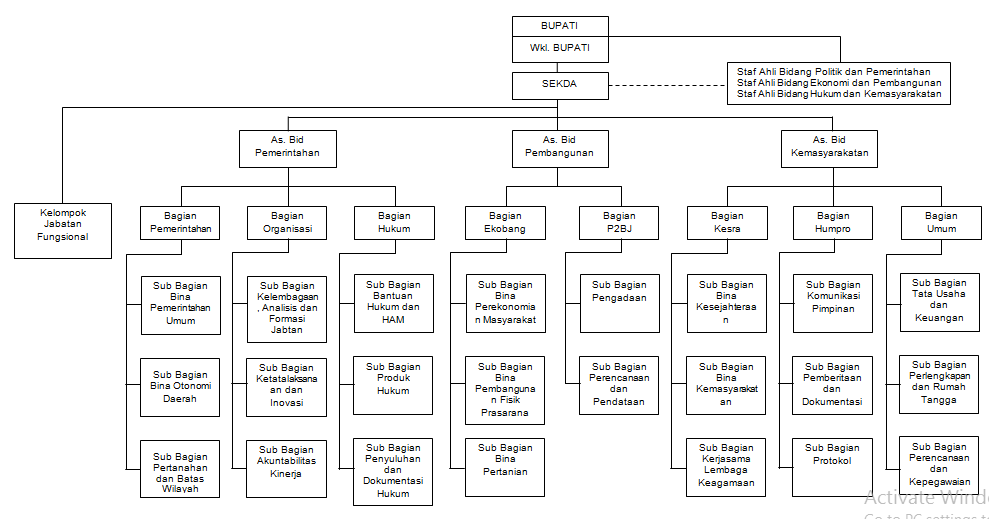 BUPATI
Wkl. BUPATI
SEKDA
Staf Ahli Bidang Politik dan Pemerintahan
Staf Ahli Bidang Ekonomi dan Pembangunan
Staf Ahli Bidang Hukum dan Kemasyarakatan
As. Bid
Pemerintahan
As. Bid
Pembangunan
As. Bid
Kemasyarakatan
Kelompok
Jabatan
Fungsional
Bagian
Pemerintahan
Bagian
Organisasi
Bagian
Hukum
Bagian
Ekobang
Bagian
P2BJ
Bagian
Kesra
Bagian
Humpro
Bagian
Umum
Sub Bagian
Bina
Pemerintahan
Umum
Sub Bagian
Kelembagaan
, Analisis dan
Formasi
Jabtan
Sub Bagian
Bantuan
Hukum dan
HAM
Sub Bagian
Bina
Perekonomia
n Masyarakat
Sub Bagian
Pengadaan
Sub Bagian
Bina
Kesejahteraa
n
Sub Bagian
Komunikasi
Pimpinan
Sub Bagian
Tata Usaha
dan
Keuangan
Sub Bagian
Bina Otonomi
Daerah
Sub Bagian
Ketatalaksana
an dan
Inovasi
Sub Bagian
Produk
Hukum
Sub Bagian
Bina
Pembanguna
n Fisik
Prasarana
Sub Bagian
Perencanaan
dan
Pendataan
Sub Bagian
Bina
Kemasyarakat
an
Sub Bagian
Pemberitaan
dan
Dokumentasi
Sub Bagian
Perlengkapan
dan Rumah
Tangga
Sub Bagian
Pertanahan
dan Batas
Wilayah
Sub Bagian
Akuntabilitas
Kinerja
Sub Bagian
Penyuluhan
dan
Dokumentasi
Hukum
Sub Bagian
Bina
Pertanian
Sub Bagian
Kerjasama
Lembaga
Keagamaan
Sub Bagian
Protokol
Sub Bagian
Perencanaan
dan
Kepegawaian
Activate Wind